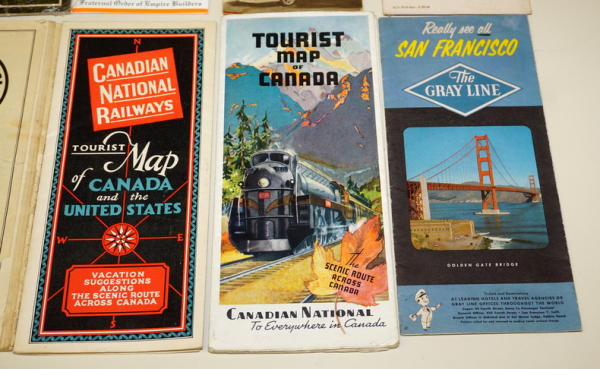 Fraternal Order of Empire Builders
N
CANADIAN
NATIONAL
RAILWAYS
TOURIST
Map
of CANADA
and the
UNITED STATES
W
E
VACATION
SUGGESTIONS
ALONG
THE SCENIC ROUTE
ACROSS CANADA
S
TOURIST
MAP
OF
CANADA
The
SCENIC ROUTE
ACROSS
CANADA
CANADIAN NATIONAL
To Everywhere in Canada
Really see all
SAN FRANCISCO
The
GRAY LINE
GOLDEN GATE BRIDGE
Tickets and Reservations
AT LEADING HOTELS AND TRAVEL AGENCIES OR
GRAY LINE OFFICES THROUGHOUT THE WORLD